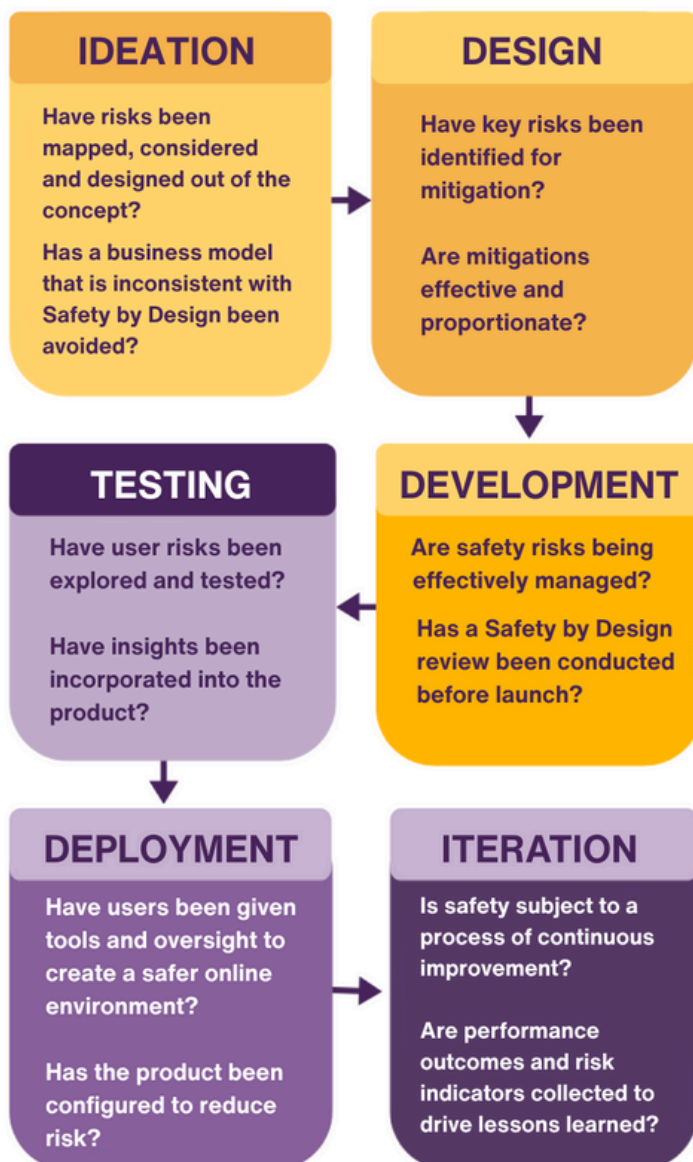 IDEATION
Have risks been
mapped, considered
and designed out of the
concept?
Has a business model
that is inconsistent with
Safety by Design been
avoided?
DESIGN
Have key risks been
identified for
mitigation?
Are mitigations
effective and
proportionate?
DEVELOPMENT
Are safety risks being
effectively managed?
Has a Safety by Design
review been conducted
before launch?
TESTING
Have user risks been
explored and tested?
Have insights been
incorporated into the
product?
DEPLOYMENT
Have users been given
tools and oversight to
create a safer online
environment?
Has the product been
configured to reduce
risk?
ITERATION
Is safety subject to a
process of continuous
improvement?
Are performance
outcomes and risk
indicators collected to
drive lessons learned?